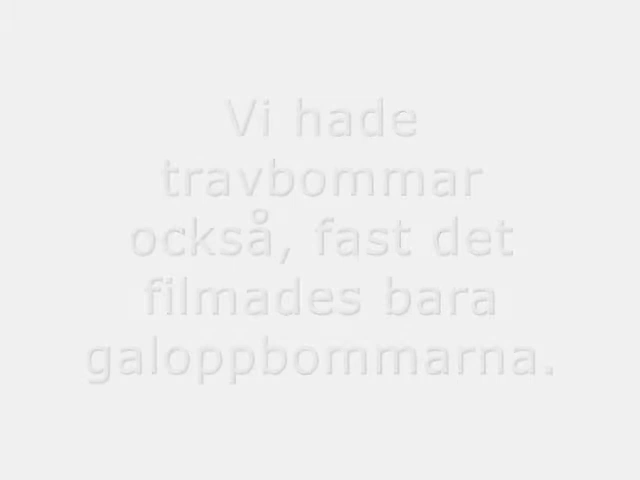 Vi hade
travbommar
också, fast det
filmades bara
galoppbommarna.